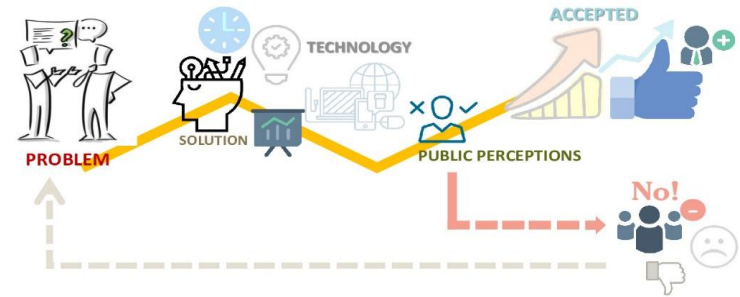 ACCEPTED
?
TECHNOLOGY
SOLUTION
PROBLEM
PUBLIC PERCEPTIONS
No!